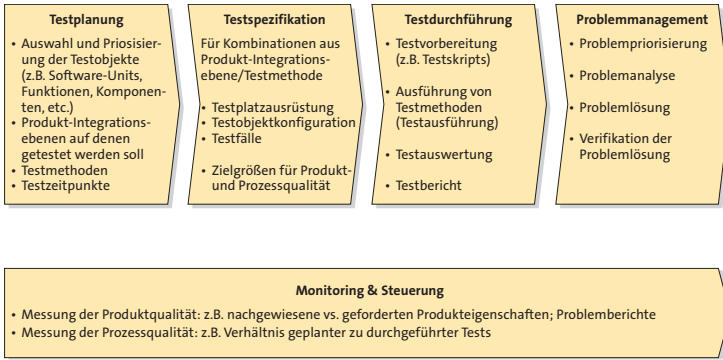 Testplanung
• Auswahl und Priosisier-
ung der Testobjekte
(z.B. Software-Units,
Funktionen, Komponen-
ten, etc.)
• Produkt-Integrations-
ebenen auf denen
getestet werden soll
• Testmethoden
• Testzeitpunkte
Testspezifikation
Für Kombinationen aus
Produkt-Integrations-
ebene/Testmethode
• Testplatzausrüstung
• Testobjektkonfiguration
• Testfälle
• Zielgrößen für Produkt-
und Prozessqualität
Testdurchführung
• Testvorbereitung
(z.B. Testskripts)
• Ausführung von
Testmethoden
(Testausführung)
• Testauswertung
• Testbericht
Problemmanagement
• Problempriorisierung
• Problemanalyse
• Problemlösung
• Verifikation der
Problemlösung
Monitoring & Steuerung
• Messung der Produktqualität: z.B. nachgewiesene vs. geforderten Produkteigenschaften; Problemberichte
• Messung der Prozessqualität: z.B. Verhältnis geplanter zu durchgeführter Tests